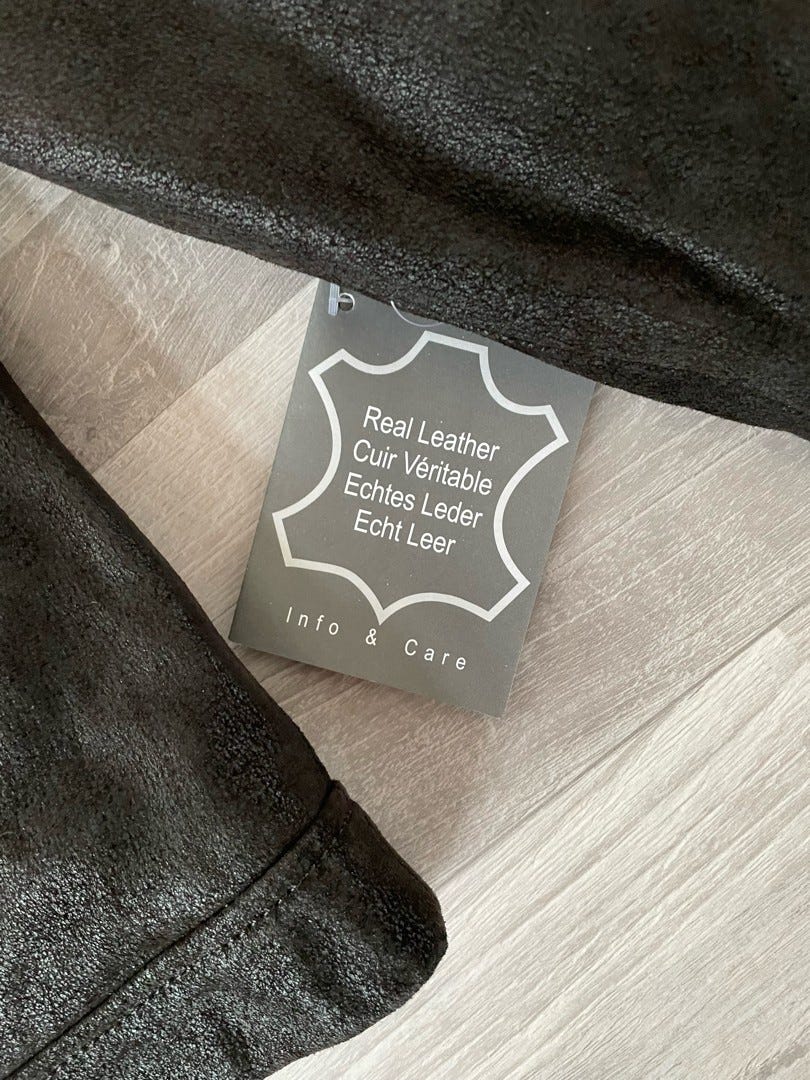 Real Leather
Cuir Véritable
Echtes Leder
Echt Leer
Info & Care